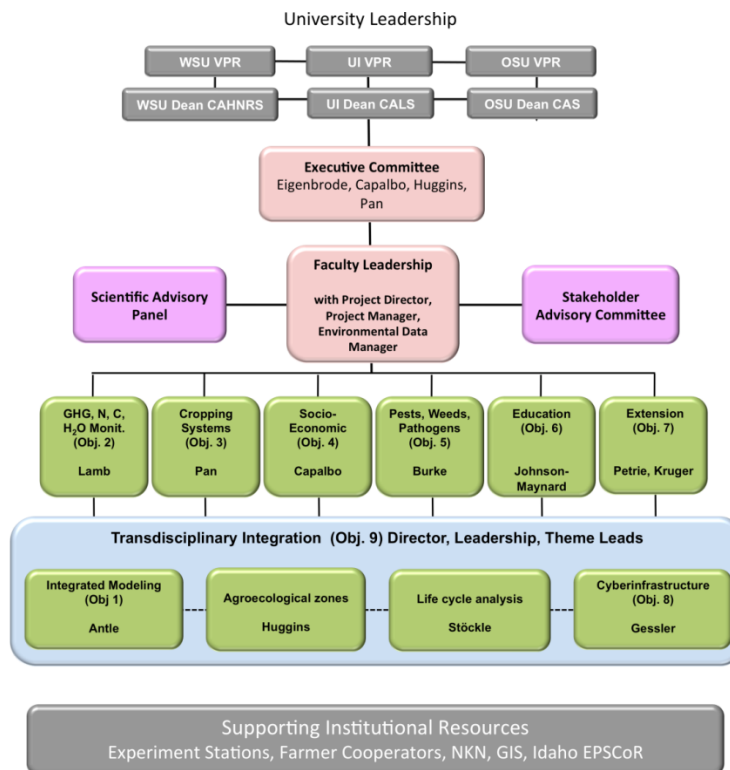 University Leadership
WSU VPR
UI VPR
OSU VPR
WSU Dean CAHNRS
UI Dean CALS
OSU Dean CAS
Executive Committee
Eigenbrode, Capalbo, Huggins,
Pan
Faculty Leadership
with Project Director,
Project Manager,
Environmental Data
Manager
Scientific Advisory
Panel
Stakeholder
Advisory Committee
GHG, N, C,
H₂O Monit.
(Obj. 2)
Lamb
Cropping
Systems
(Obj. 3)
Pan
Socio-
Economic
(Obj. 4)
Capalbo
Pests, Weeds,
Pathogens
(Obj. 5)
Burke
Education
(Obj. 6)
Johnson-
Maynard
Extension
(Obj. 7)
Petrie, Kruger
Transdisciplinary Integration (Obj. 9) Director, Leadership, Theme Leads
Integrated Modeling
(Obj 1)
Antle
Agroecological zones
Huggins
Life cycle analysis
Stöckle
Cyberinfrastructure
(Obj. 8)
Gessler
Supporting Institutional Resources
Experiment Stations, Farmer Cooperators, NKN, GIS, Idaho EPSCoR